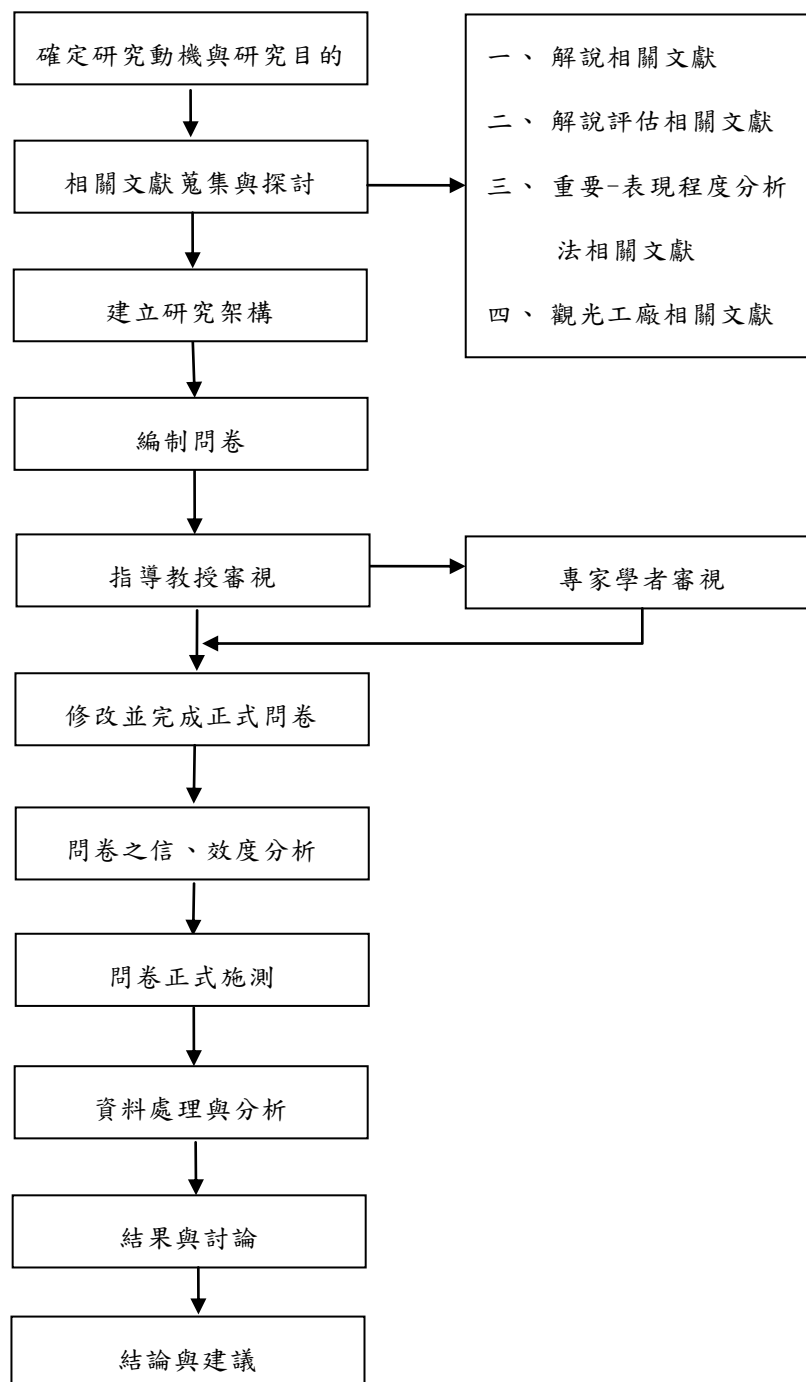 確定研究動機與研究目的
相關文獻蒐集與探討
一、 解說相關文獻
二、 解說評估相關文獻
三、 重要-表現程度分析
法相關文獻
四、 觀光工廠相關文獻
建立研究架構
編制問卷
指導教授審視
專家學者審視
修改並完成正式問卷
問卷之信、效度分析
問卷正式施測
資料處理與分析
結果與討論
結論與建議